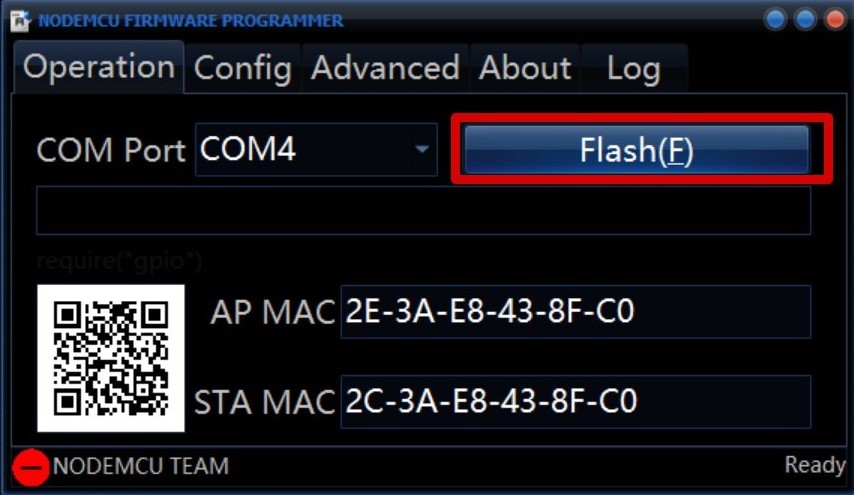 NODEMCU FIRMWARE PROGRAMMER
Operation Config Advanced About Log
COM Port COM4 Flash(F)
require("gpio")
AP MAC 2E-3A-E8-43-8F-C0
STA MAC 2C-3A-E8-43-8F-C0
NODEMCU TEAM Ready